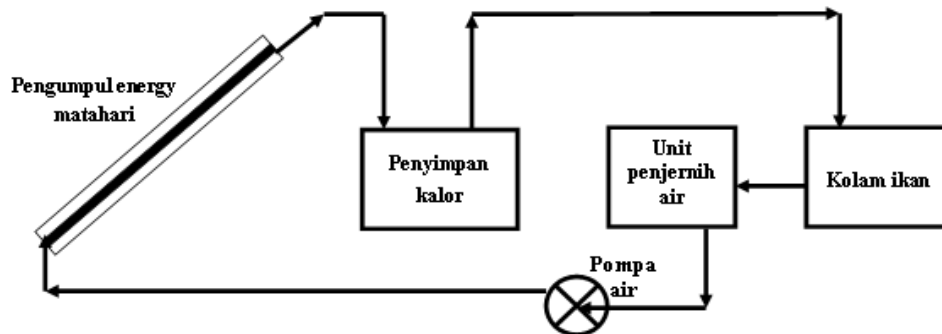 Pengumpul energy
matahari
Penyimpan
kalor
Unit
penjernih
air
Kolam ikan
Pompa
air